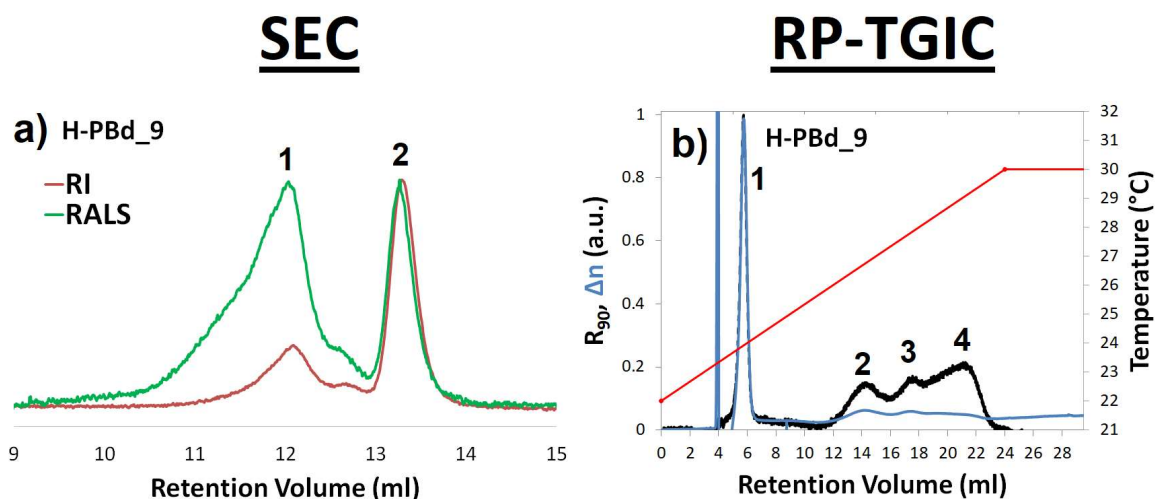 SEC
RP-TGIC
a) H-PBd_9
1
2
RI
RALS
9 10 11 12 13 14 15
Retention Volume (ml)
b) H-PBd_9
1
2
3
4
1
0.8
0.6
0.4
0.2
0
R90, Δn (a.u.)
0 2 4 6 8 10 12 14 16 18 20 22 24 26 28
Retention Volume (ml)
32
31
30
29
28
27
26
25
24
23
22
21
Temperature (°C)